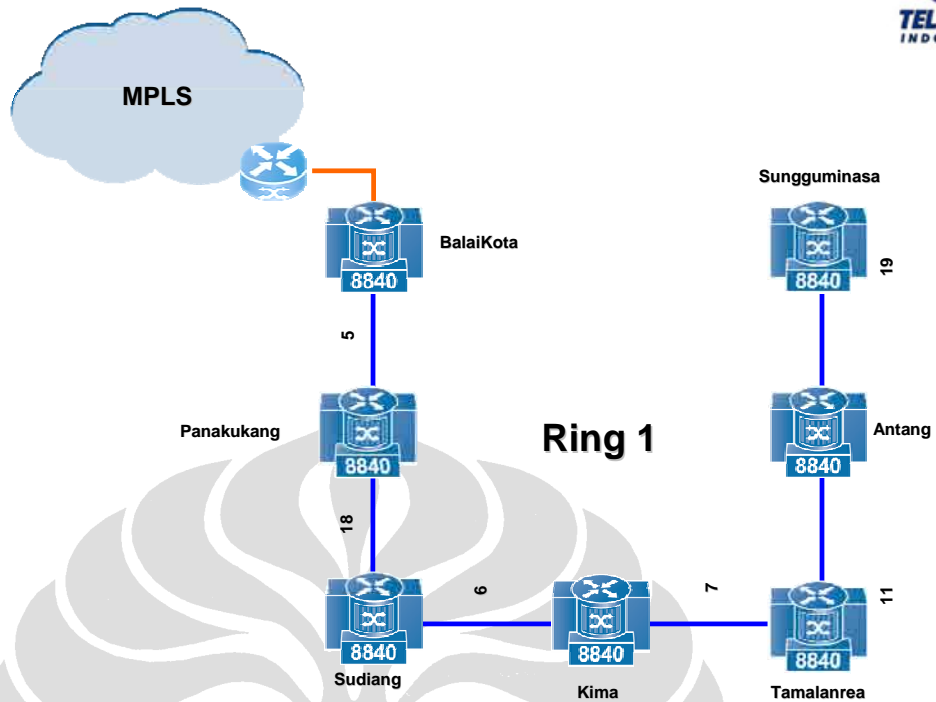 MPLS
Sungguminasa
BalaiKota
8840
8840
19
5
Panakukang
8840
Ring 1
8840
Antang
18
6
7
11
8840
8840
8840
Sudiang
Kima
Tamalanrea